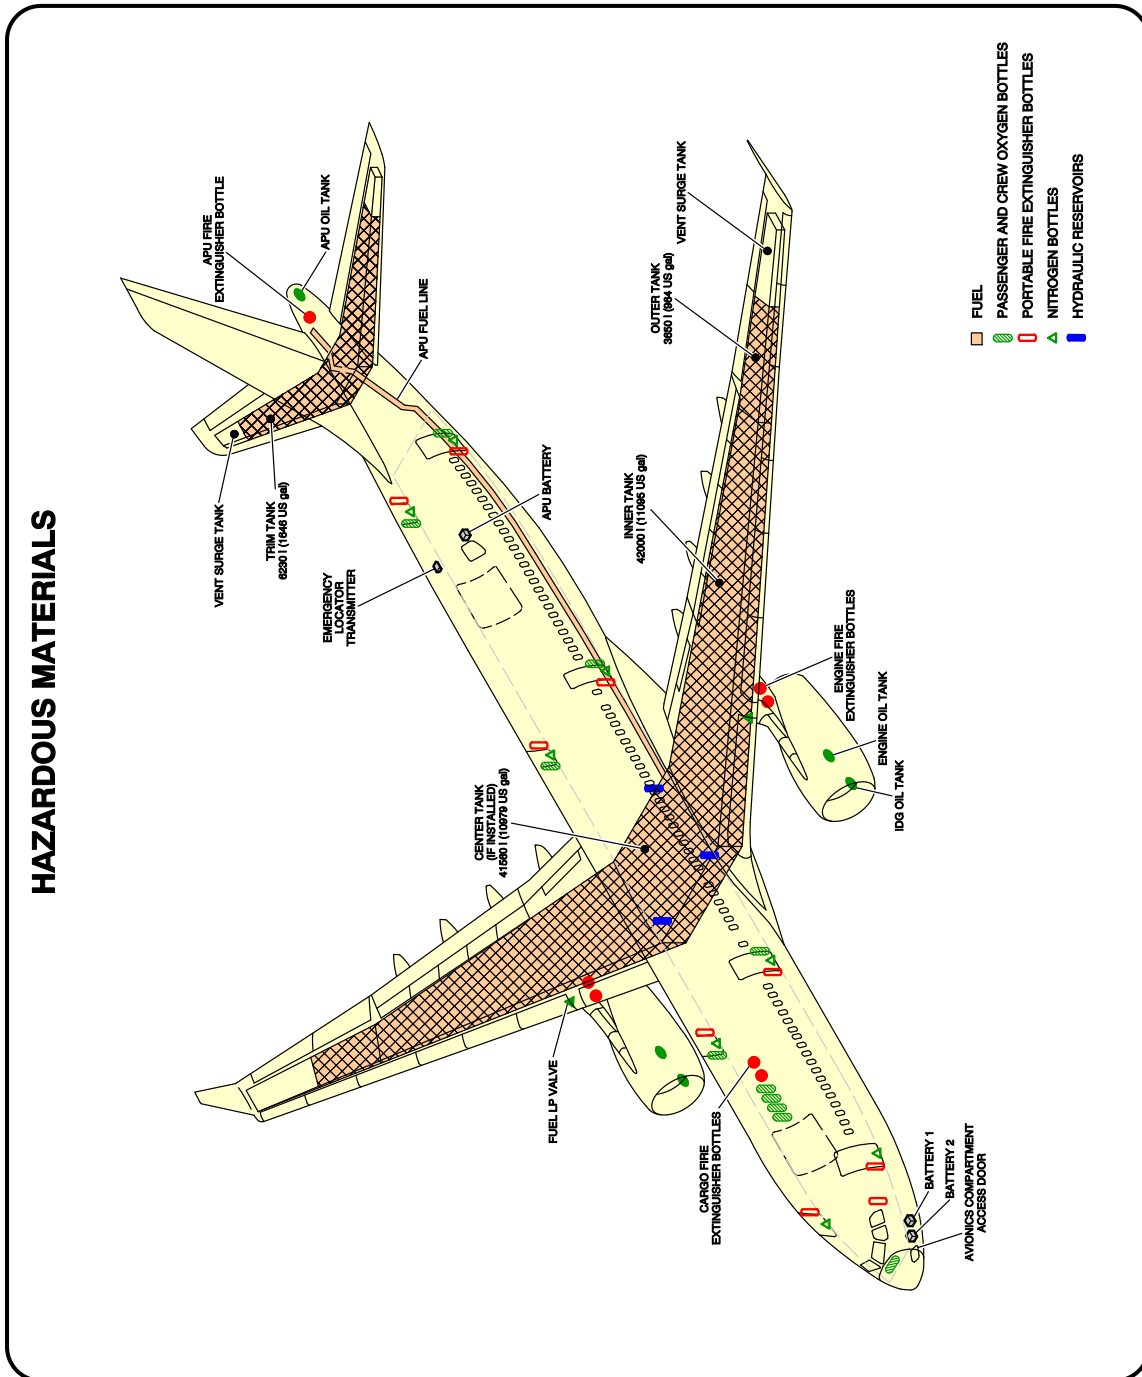 HAZARDOUS MATERIALS
APU FIRE
EXTINGUISHER BOTTLE
APU OIL TANK
APU FUEL LINE
VENT SURGE TANK
TRIM TANK
6230 l (1646 US gal)
EMERGENCY
LOCATOR
TRANSMITTER
APU BATTERY
VENT SURGE TANK
OUTER TANK
3650 l (964 US gal)
INNER TANK
42000 l (11095 US gal)
CENTER TANK
(IF INSTALLED)
41560 l (10979 US gal)
ENGINE FIRE
EXTINGUISHER BOTTLES
ENGINE OIL TANK
IDG OIL TANK
FUEL LP VALVE
CARGO FIRE
EXTINGUISHER BOTTLES
BATTERY 1
BATTERY 2
AVIONICS COMPARTMENT
ACCESS DOOR
FUEL
PASSENGER AND CREW OXYGEN BOTTLES
PORTABLE FIRE EXTINGUISHER BOTTLES
NITROGEN BOTTLES
HYDRAULIC RESERVOIRS